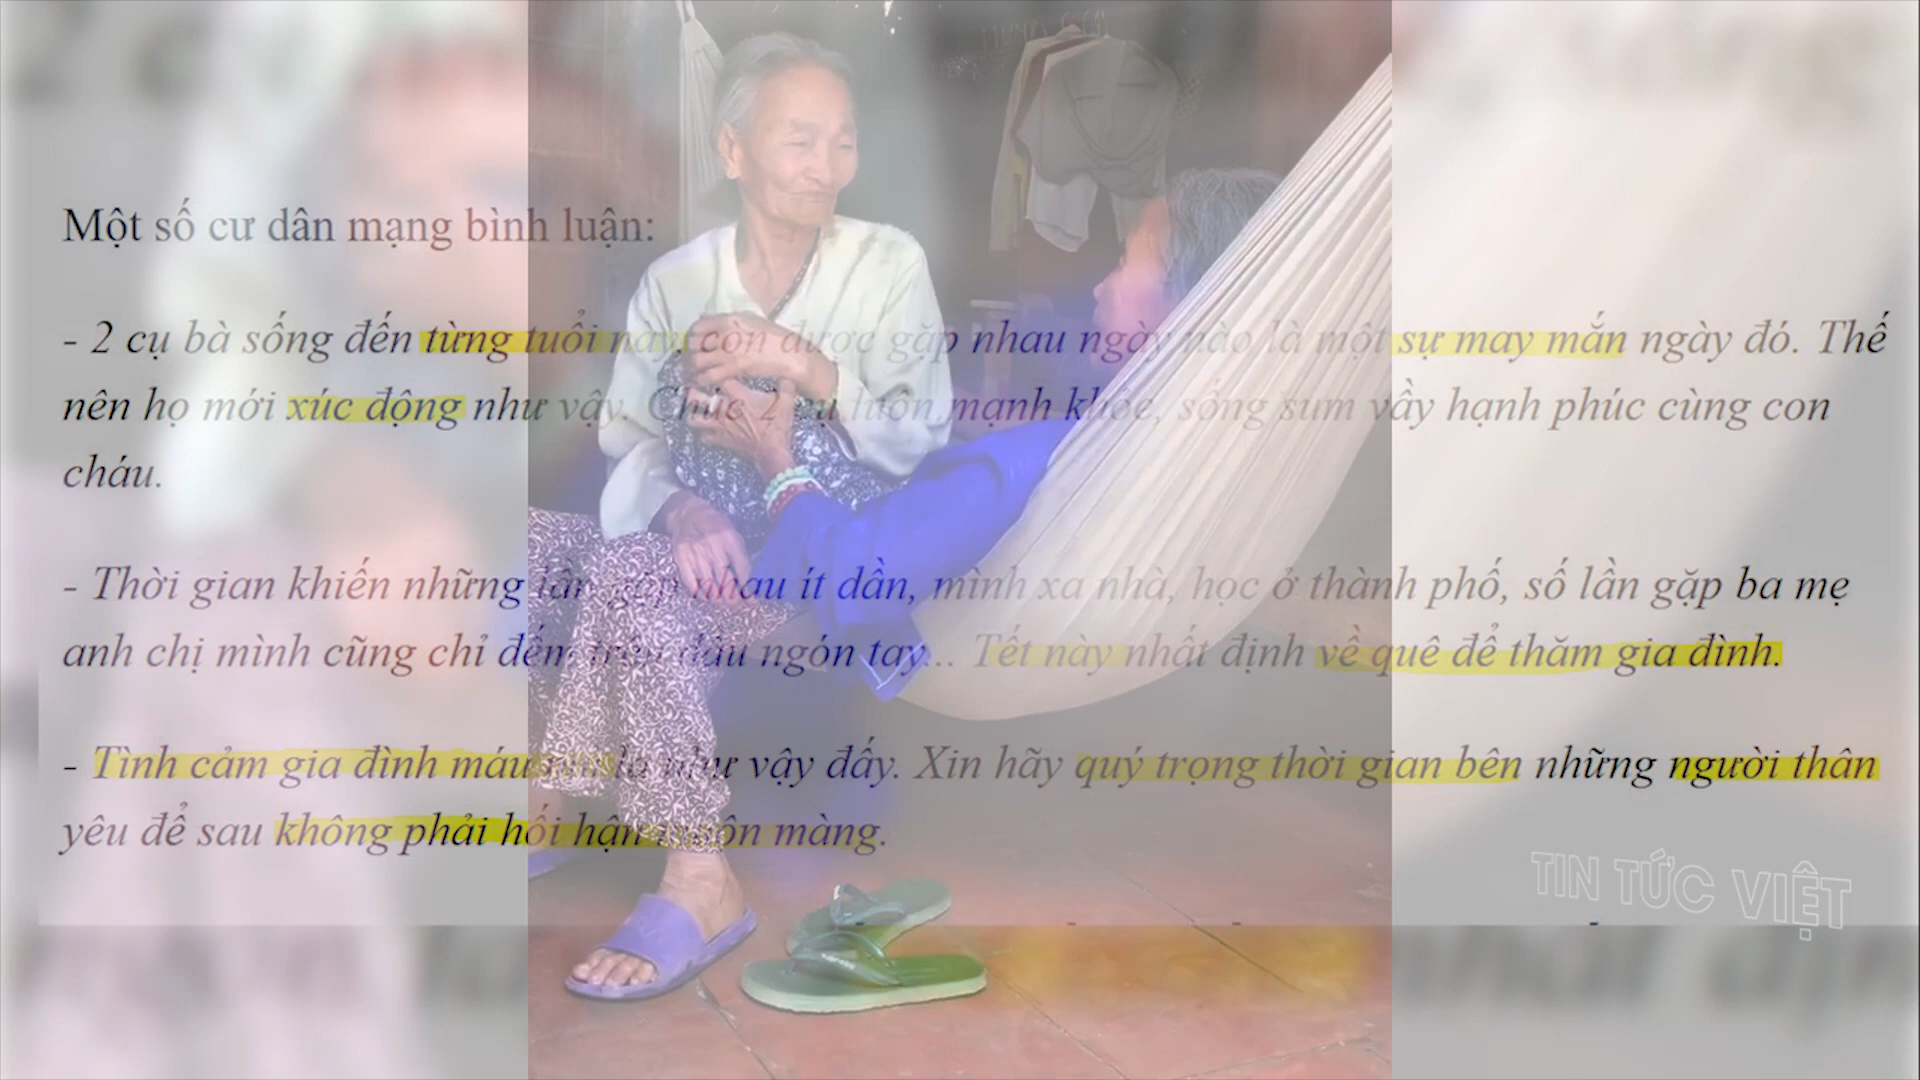 Một số cư dân mạng bình luận:
- 2 cụ bà sống đến từng tuổi này, còn được gặp nhau ngày nào là một sự may mắn ngày đó. Thế
nên họ mới xúc động như vậy. Chúc 2 cụ luôn mạnh khỏe, sống sum vầy hạnh phúc cùng con
cháu.
- Thời gian khiến những lần gặp nhau ít dần, mình xa nhà, học ở thành phố, số lần gặp ba mẹ
anh chị mình cũng chỉ đếm trên đầu ngón tay... Tết này nhất định về quê để thăm gia đình.
- Tình cảm gia đình máu mủ là như vậy đấy. Xin hãy quý trọng thời gian bên những người thân
yêu để sau không phải hối hận muộn màng.
TIN TỨC VIỆT